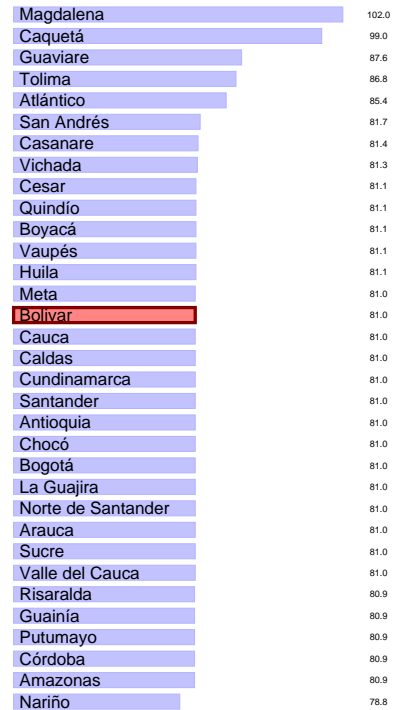 Magdalena 102.0
Caquetá 99.0
Guaviare 87.6
Tolima 86.8
Atlántico 85.4
San Andrés 81.7
Casanare 81.4
Vichada 81.3
Cesar 81.1
Quindío 81.1
Boyacá 81.1
Vaupés 81.1
Huila 81.1
Meta 81.0
Bolivar 81.0
Cauca 81.0
Caldas 81.0
Cundinamarca 81.0
Santander 81.0
Antioquia 81.0
Chocó 81.0
Bogotá 81.0
La Guajira 81.0
Norte de Santander 81.0
Arauca 81.0
Sucre 81.0
Valle del Cauca 81.0
Risaralda 80.9
Guainía 80.9
Putumayo 80.9
Córdoba 80.9
Amazonas 80.9
Nariño 78.8